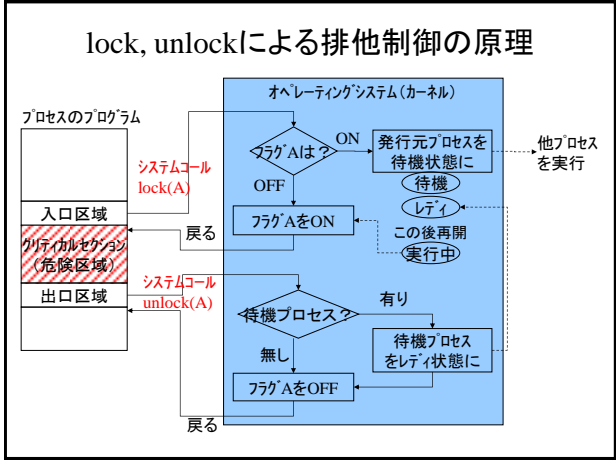 lock, unlockによる排他制御の原理
オペレーティングシステム(カーネル)
プロセスのプログラム
フラグAは?
ON
発行元プロセスを
待機状態に
他プロセス
を実行
システムコール
lock(A)
OFF
待機
レディ
入口区域
フラグAをON
この後再開
戻る
実行中
クリティカルセクション
(危険区域)
システムコール
unlock(A)
出口区域
待機プロセス?
有り
待機プロセス
をレディ状態に
無し
フラグAをOFF
戻る